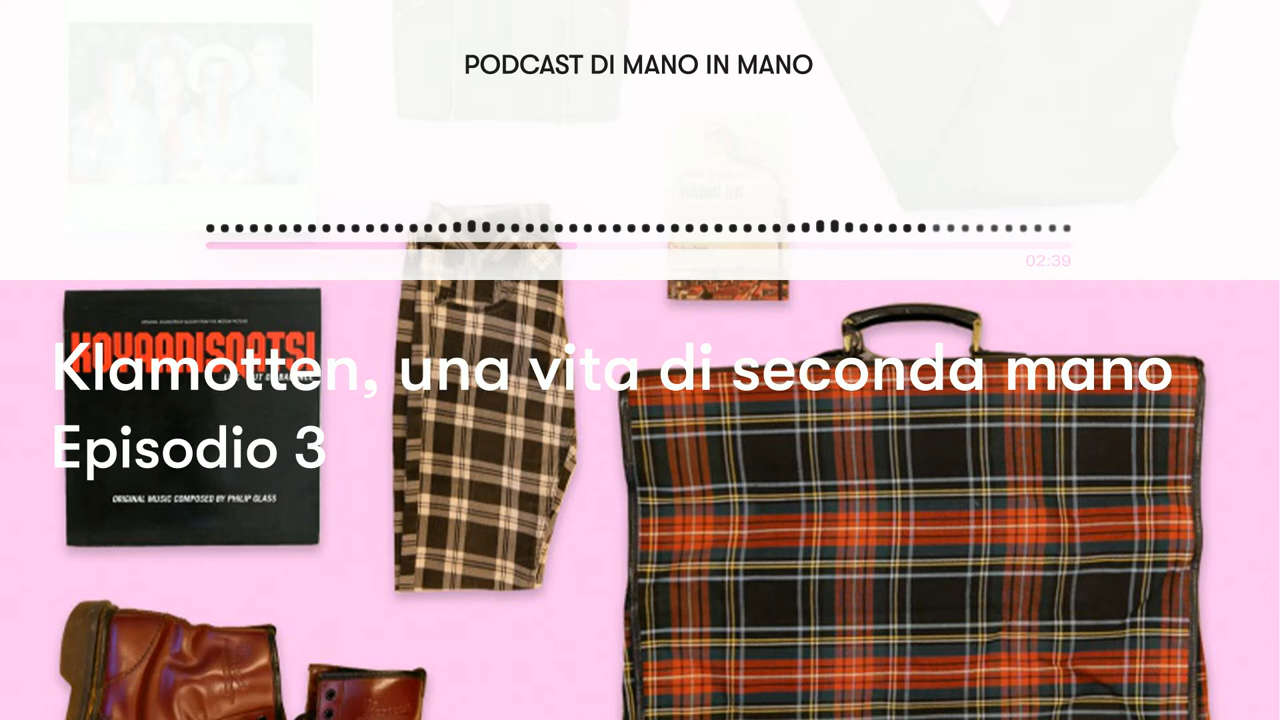 PODCAST DI MANO IN MANO
02:39
KOYAANISQATSI
Klamotten, una vita di seconda mano
Episodio 3
ORIGINAL MUSIC COMPOSED BY PHILIP GLASS